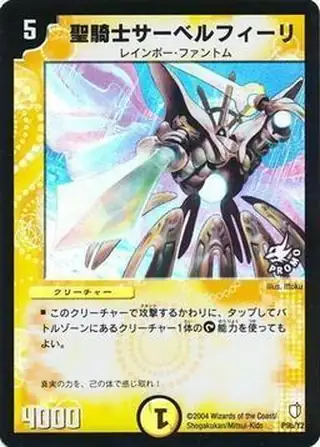 5
聖騎士サーベルフィーリ
レインボー・ファントム
PROMO
illus. Moku
クリーチャー
■ このクリーチャーで攻撃するかわりに、タップしてバ
トルゾーンにあるクリーチャー1体の能力を使っても
よい。
真実の力を、己の体で感じ取れ!
4000
1
©2004 Wizards of the Coast/
Shogakukan/Mitsui-Kids
P9b/Y2